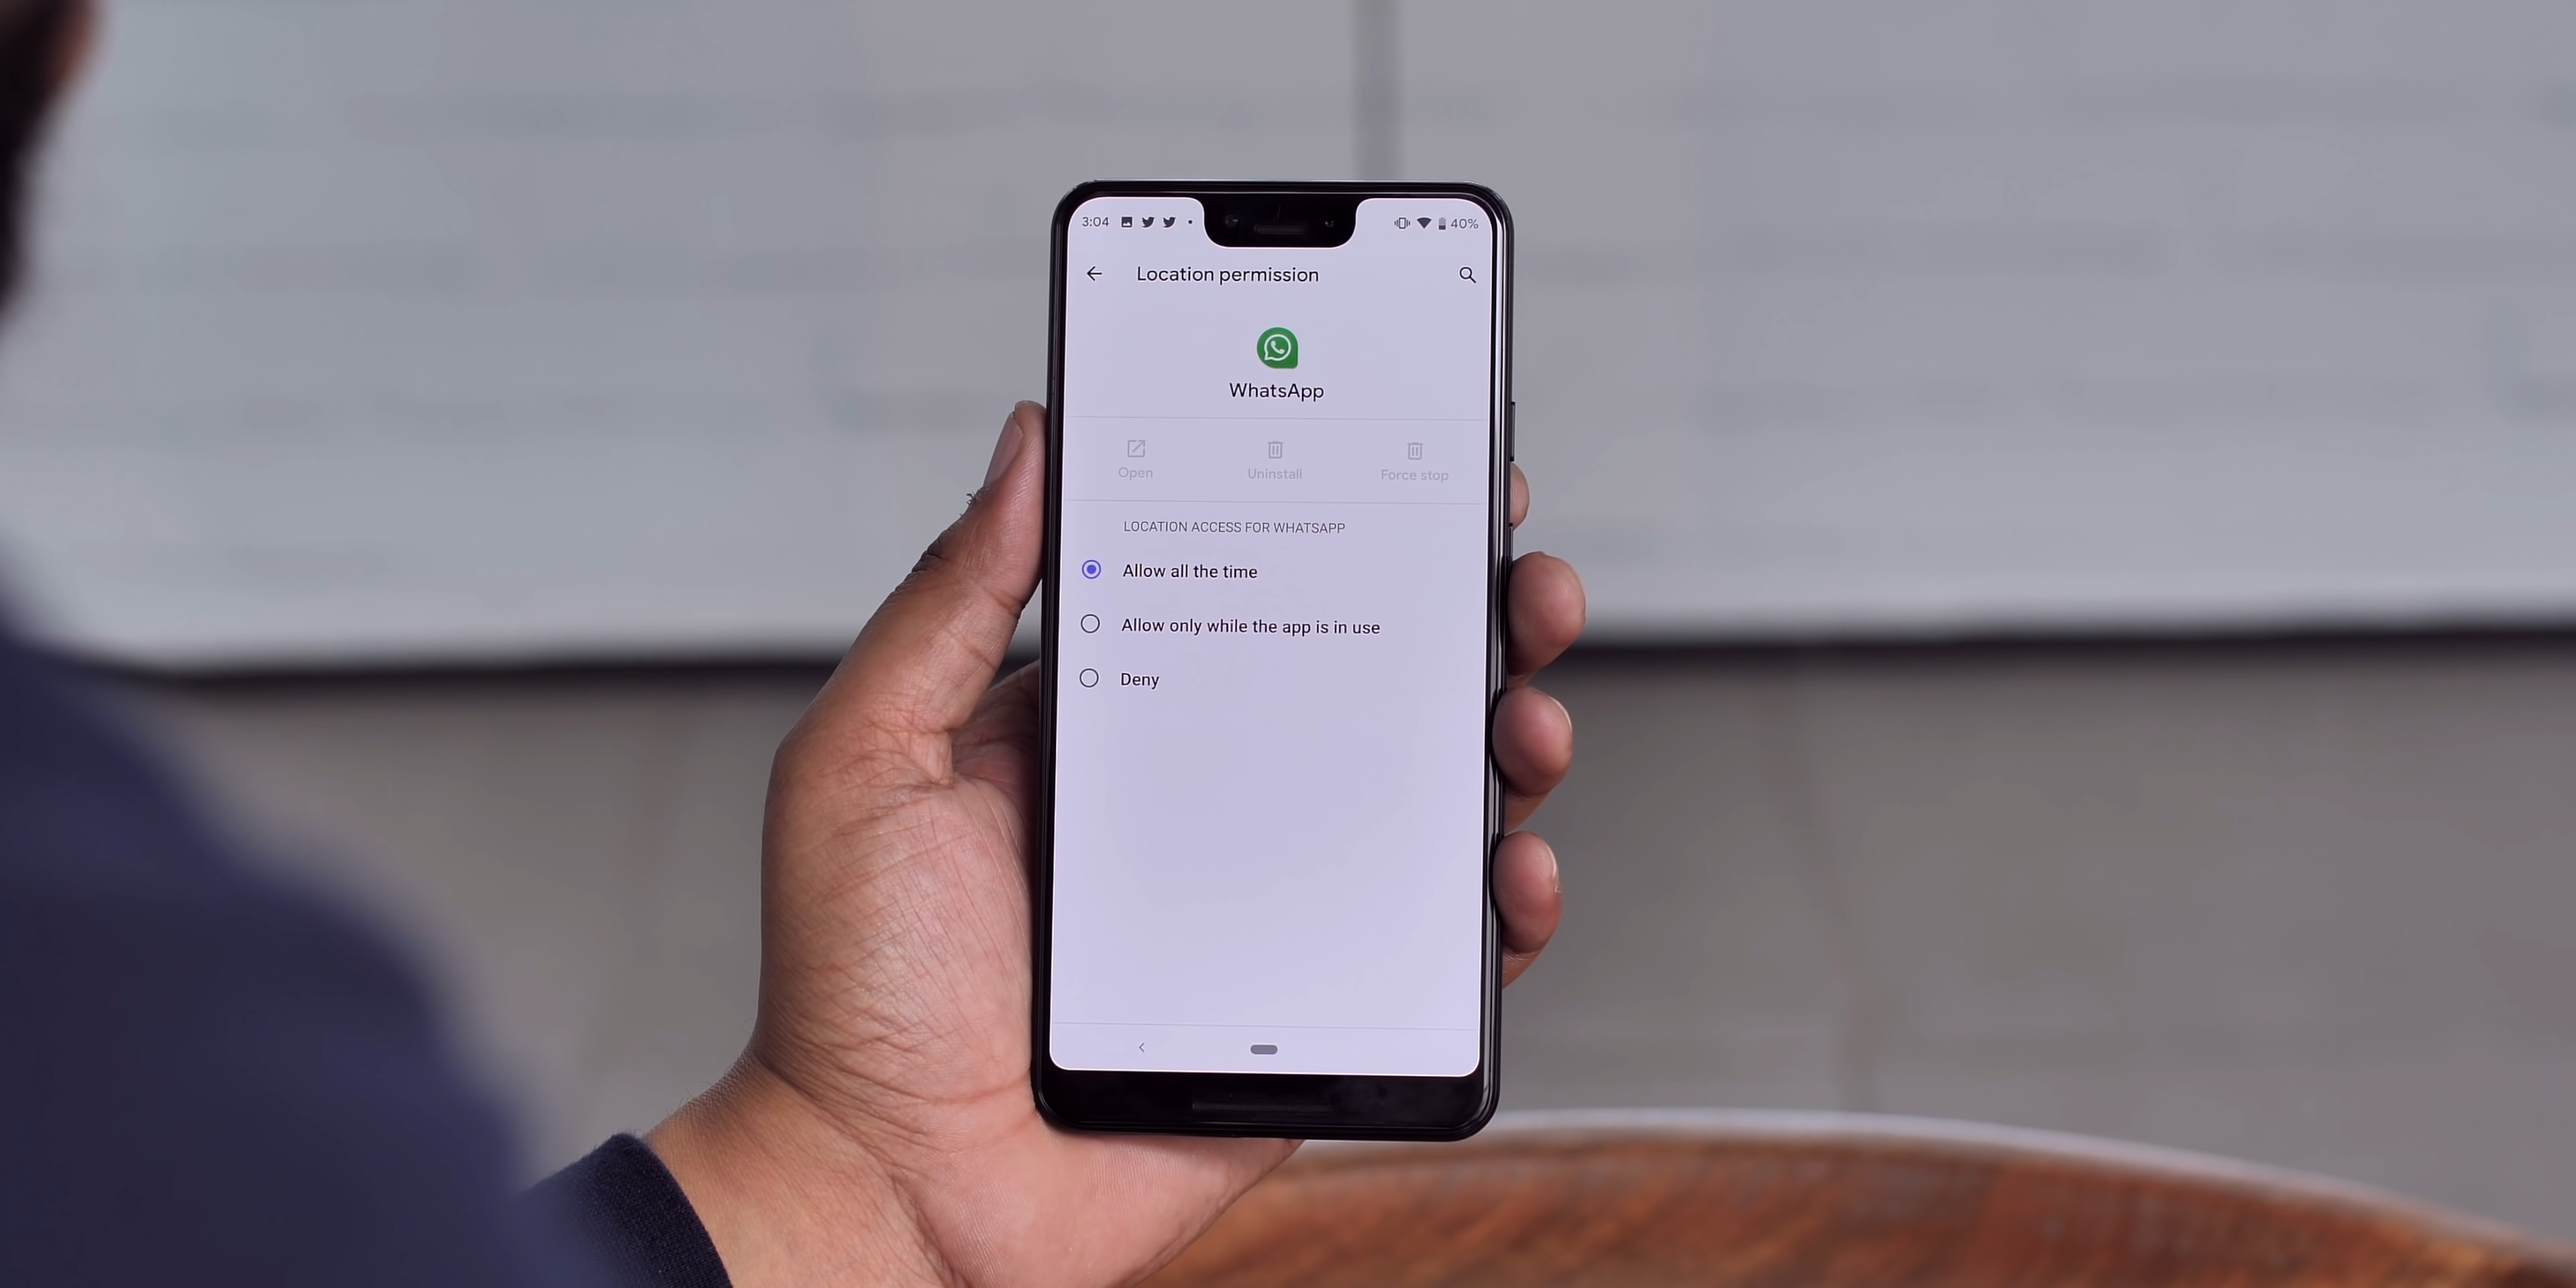 3:04
40%
Location permission
WhatsApp
Open Uninstall Force stop
LOCATION ACCESS FOR WHATSAPP
Allow all the time
Allow only while the app is in use
Deny